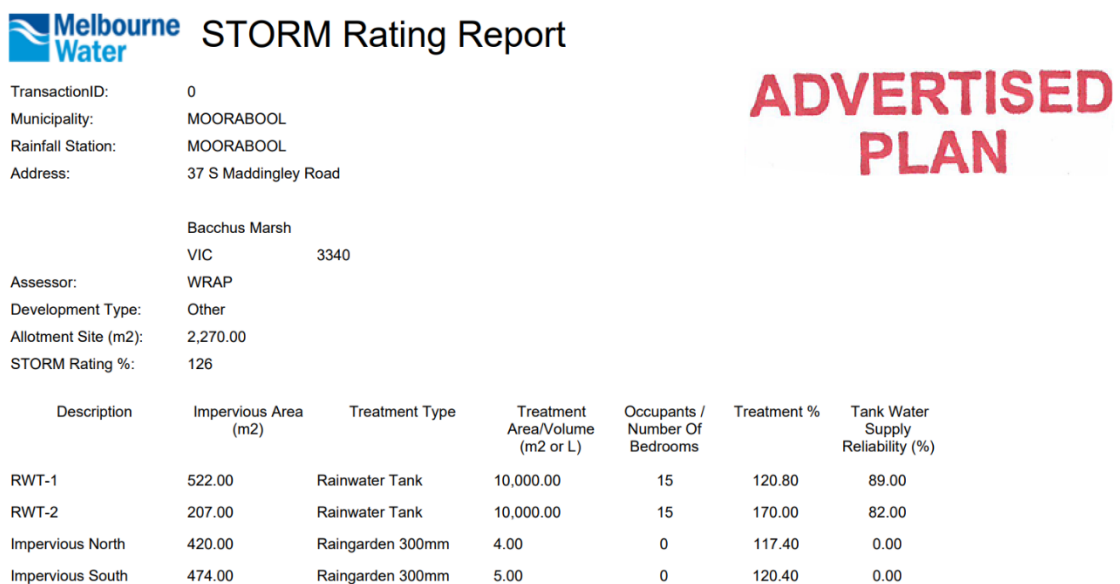 Melbourne Water STORM Rating Report
ADVERTISED PLAN
TransactionID: 0
Municipality: MOORABOOL
Rainfall Station: MOORABOOL
Address: 37 S Maddingley Road
Bacchus Marsh
VIC 3340
Assessor: WRAP
Development Type: Other
Allotment Site (m2): 2,270.00
STORM Rating %: 126
Description Impervious Area (m2) Treatment Type Treatment Area/Volume (m2 or L) Occupants / Number Of Bedrooms Treatment % Tank Water Supply Reliability (%)
RWT-1 522.00 Rainwater Tank 10,000.00 15 120.80 89.00
RWT-2 207.00 Rainwater Tank 10,000.00 15 170.00 82.00
Impervious North 420.00 Raingarden 300mm 4.00 0 117.40 0.00
Impervious South 474.00 Raingarden 300mm 5.00 0 120.40 0.00